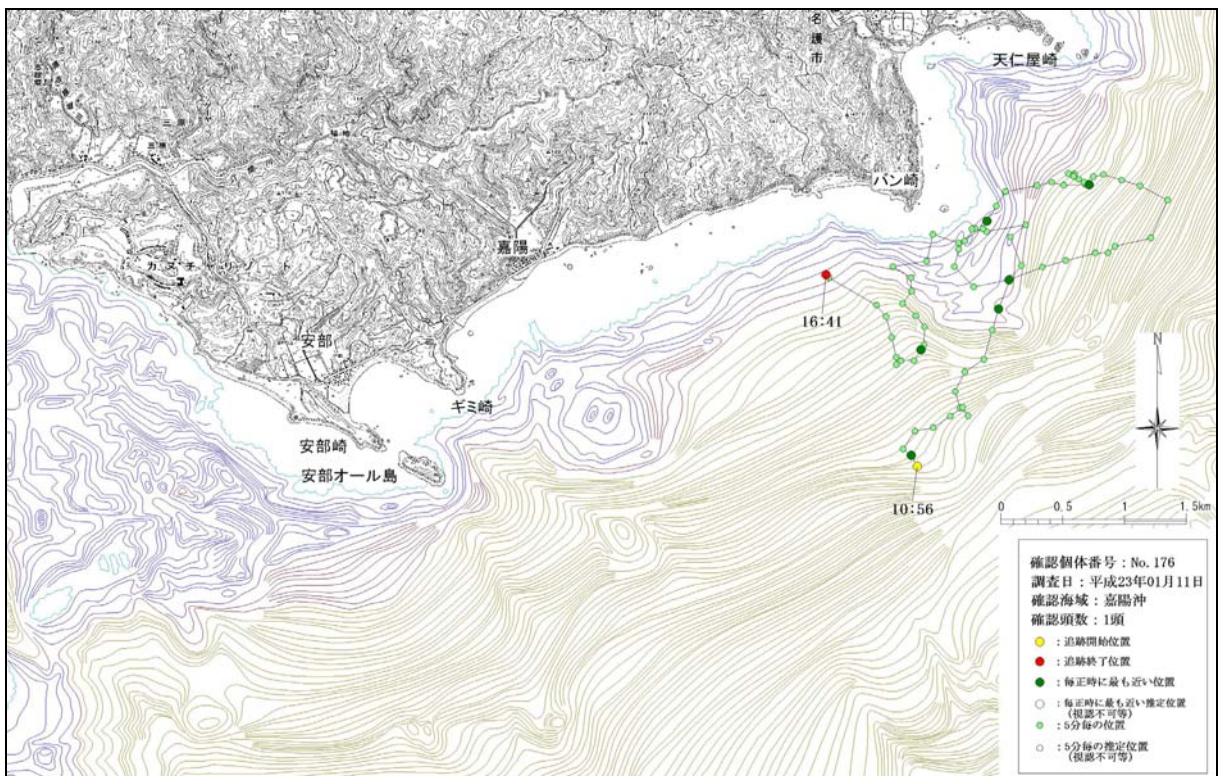 名護市
天仁屋崎
バン崎
嘉陽
カヌチャリゾート
安部
ギミ崎
安部崎
安部オール島
16:41
10:56
N
0 0.5 1 1.5km
確認個体番号：No.176
調査日：平成23年01月11日
確認海域：嘉陽沖
確認頭数：1頭
：追跡開始位置
：追跡終了位置
：毎正時に最も近い位置
：毎正時に最も近い推定位置
(視認不可等)
：5分毎の位置
：5分毎の推定位置
(視認不可等)